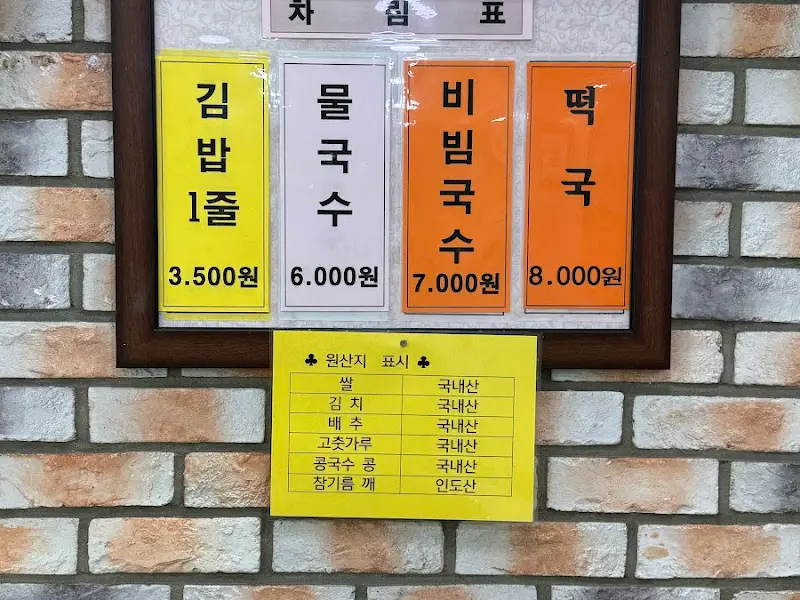 차림표
김밥1줄
3.500원
물국수
6.000원
비빔국수
7.000원
떡국
8.000원
♣ 원산지 표시 ♣
쌀 국내산
김치 국내산
배추 국내산
고춧가루 국내산
콩국수 콩 국내산
참기름 깨 인도산